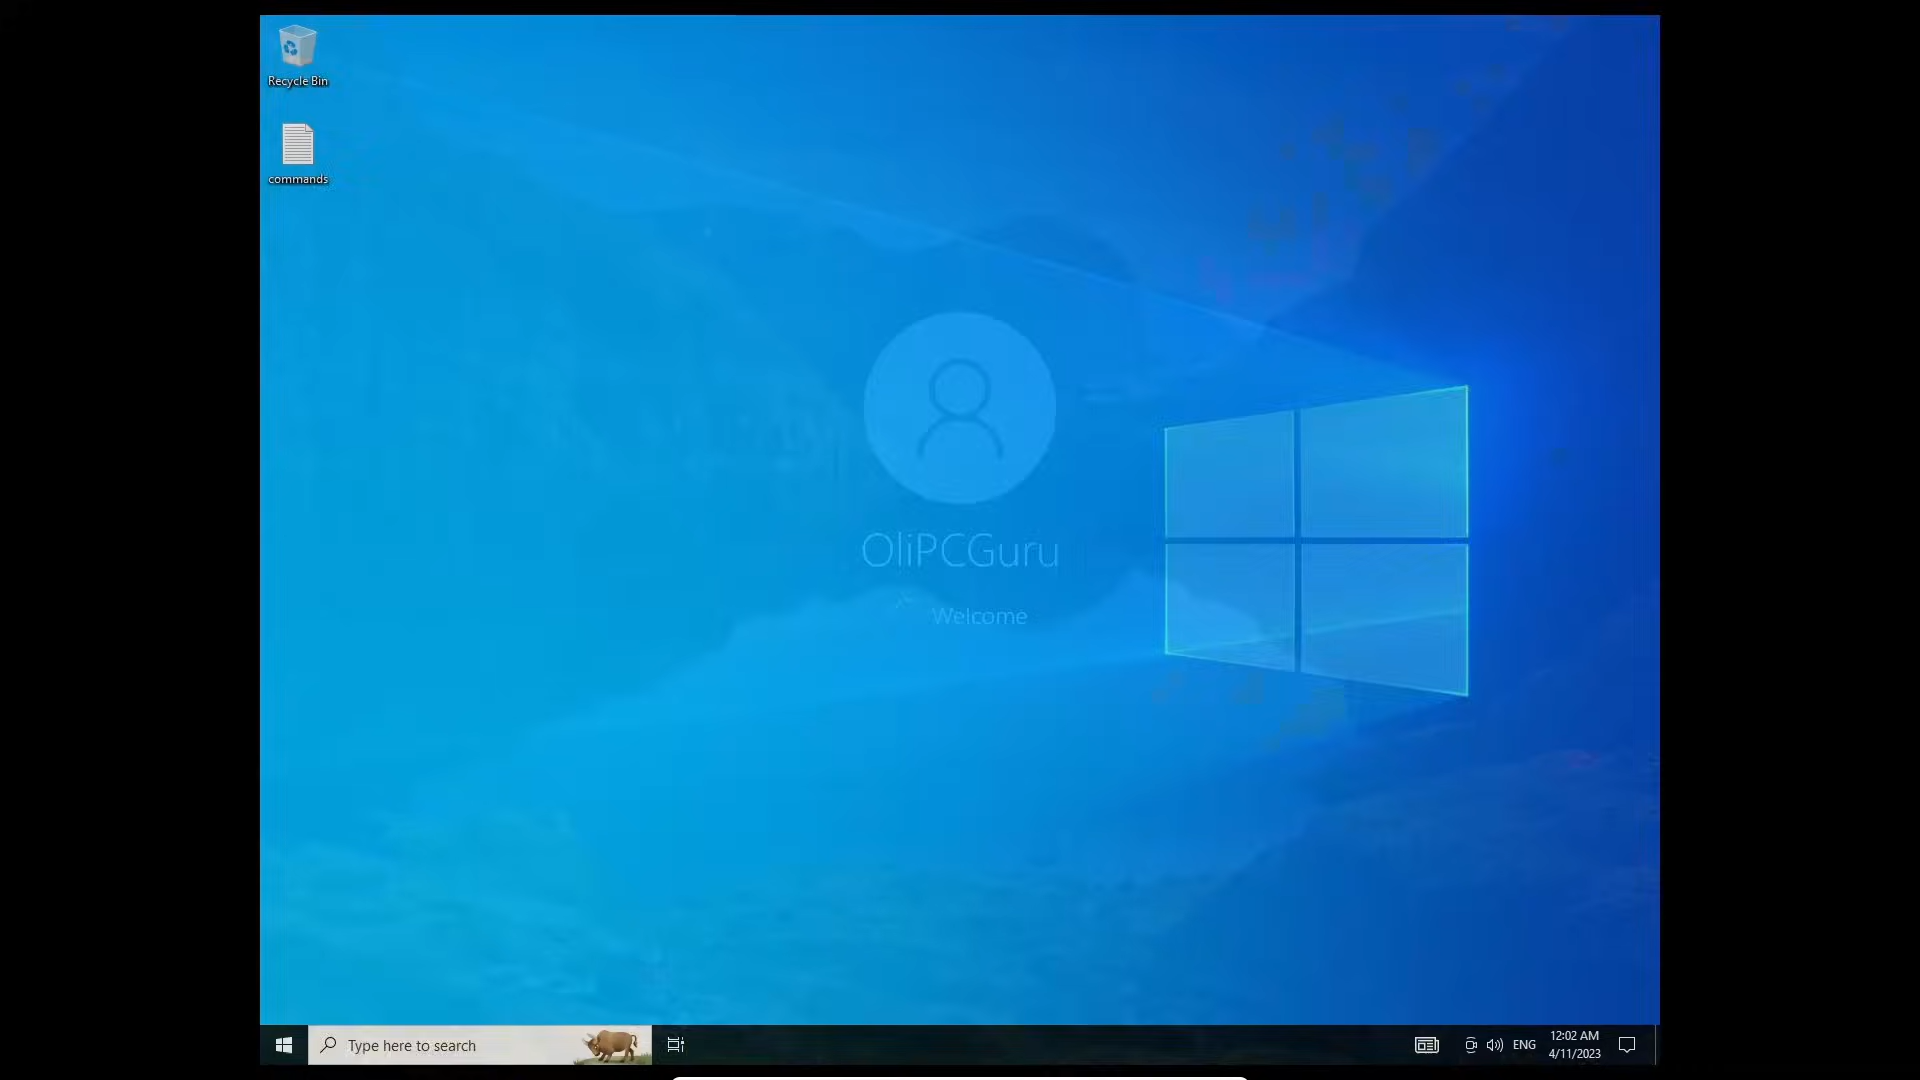 Recycle Bin
commands
OliPCGuru
Welcome
Type here to search
ENG
12:02 AM
4/11/2023